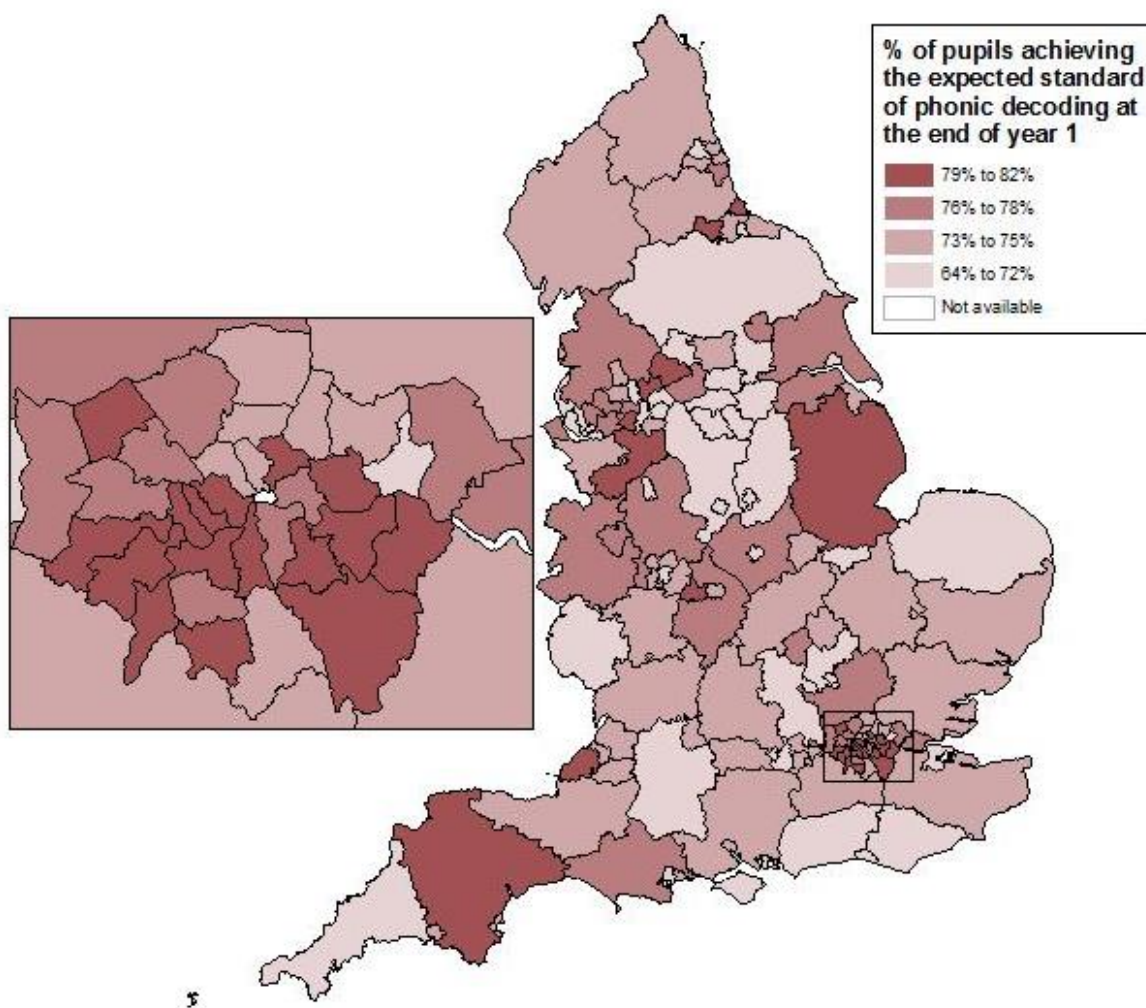 % of pupils achieving
the expected standard
of phonic decoding at
the end of year 1
79% to 82%
76% to 78%
73% to 75%
64% to 72%
Not available